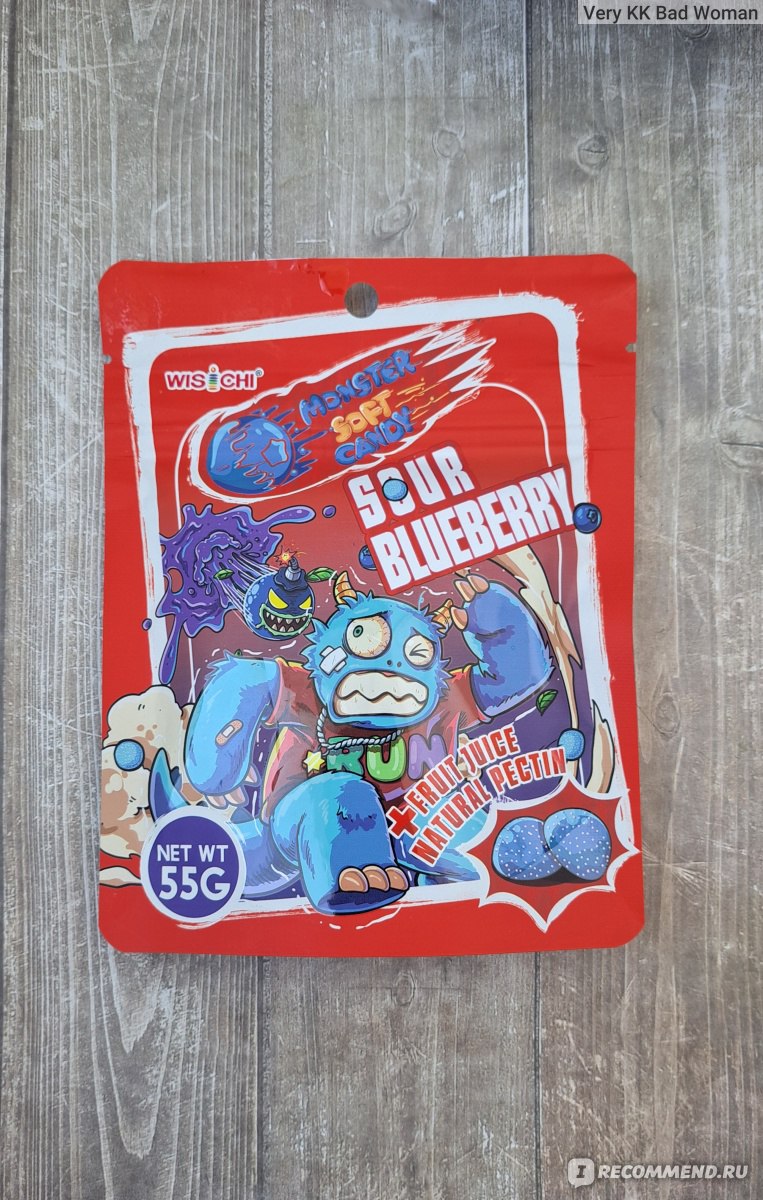 Very KK Bad Woman
WISICHI®
MONSTER
SOFT
CANDY
SOUR
BLUEBERRY
RUN
+ FRUIT JUICE
NATURAL PECTIN
NET WT
55G
IRECOMMEND.RU